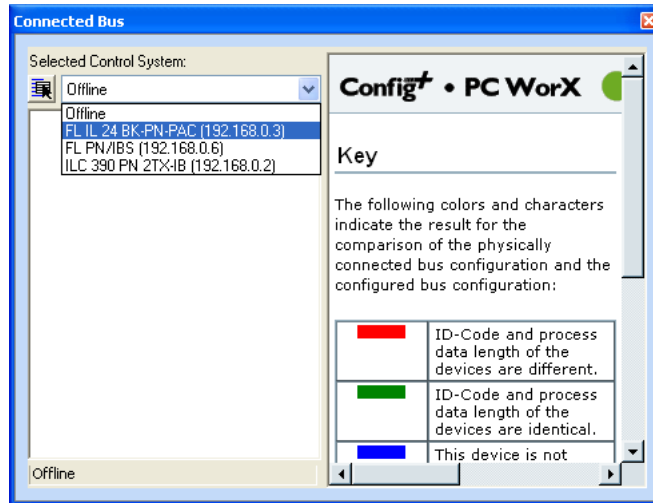 Connected Bus
Selected Control System:
Offline
Offline
FL IL 24 BK-PN-PAC (192.168.0.3)
FL PN/IBS (192.168.0.6)
ILC 390 PN 2TX-IB (192.168.0.2)
Offline
Config+ • PC WorX
Key
The following colors and characters
indicate the result for the
comparison of the physically
connected bus configuration and the
configured bus configuration:
ID-Code and process
data length of the
devices are different.
ID-Code and process
data length of the
devices are identical.
This device is not